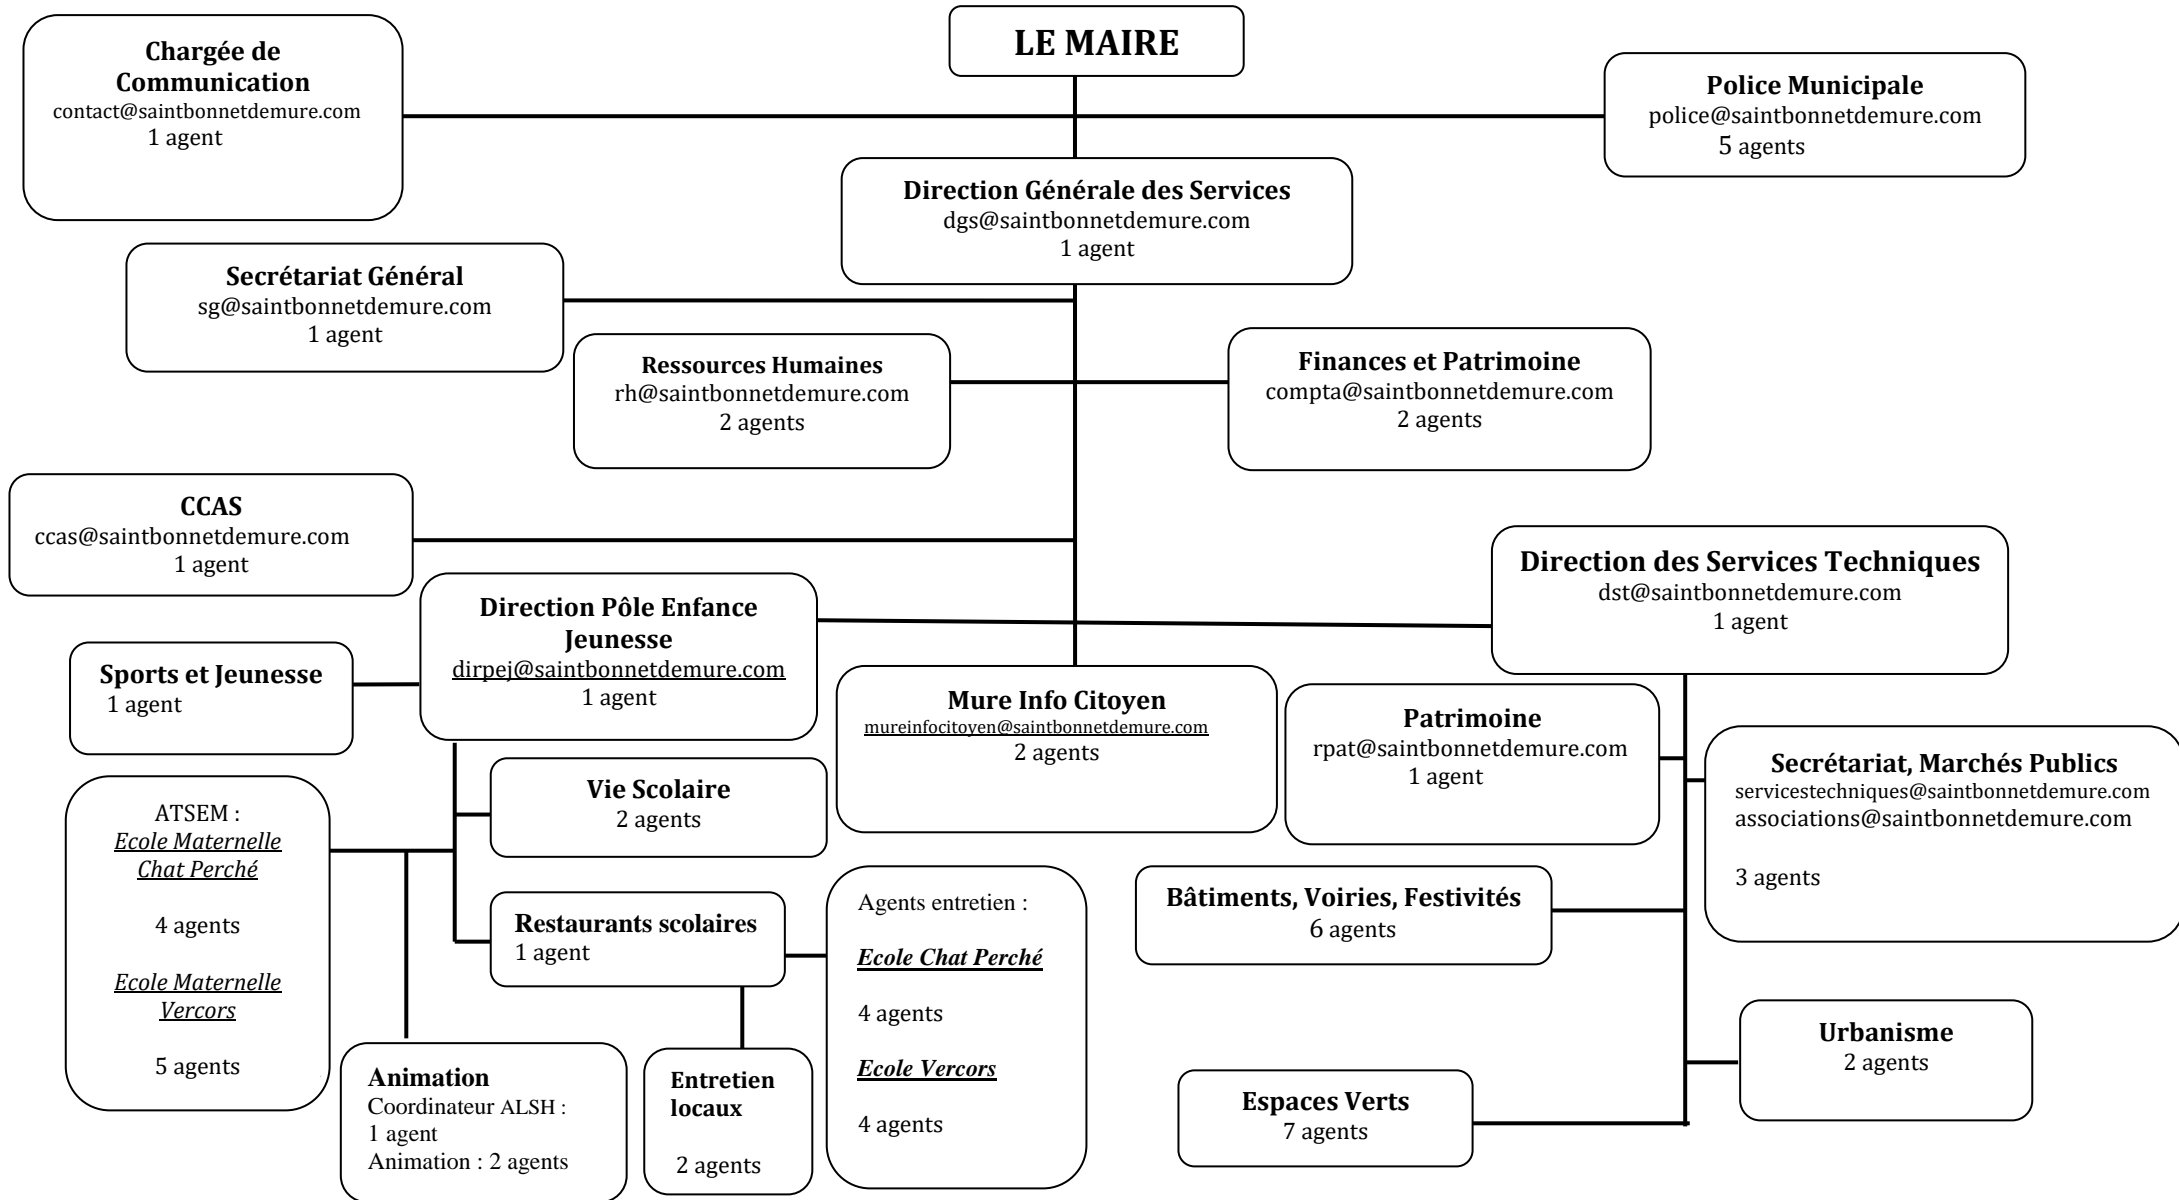 LE MAIRE
Chargée de
Communication
contact@saintbonnetdemure.com
1 agent
Police Municipale
police@saintbonnetdemure.com
5 agents
Direction Générale des Services
dgs@saintbonnetdemure.com
1 agent
Secrétariat Général
sg@saintbonnetdemure.com
1 agent
Ressources Humaines
rh@saintbonnetdemure.com
2 agents
Finances et Patrimoine
compta@saintbonnetdemure.com
2 agents
CCAS
ccas@saintbonnetdemure.com
1 agent
Direction des Services Techniques
dst@saintbonnetdemure.com
1 agent
Direction Pôle Enfance
Jeunesse
dirpej@saintbonnetdemure.com
1 agent
Sports et Jeunesse
1 agent
Mure Info Citoyen
mureinfocitoyen@saintbonnetdemure.com
2 agents
Patrimoine
rpat@saintbonnetdemure.com
1 agent
Secrétariat, Marchés Publics
servicestechniques@saintbonnetdemure.com
associations@saintbonnetdemure.com
3 agents
Vie Scolaire
2 agents
ATSEM :
Ecole Maternelle
Chat Perché
4 agents
Ecole Maternelle
Vercors
5 agents
Restaurants scolaires
1 agent
Agents entretien :
Ecole Chat Perché
4 agents
Ecole Vercors
4 agents
Bâtiments, Voiries, Festivités
6 agents
Urbanisme
2 agents
Animation
Coordinateur ALSH :
1 agent
Animation : 2 agents
Entretien
locaux
2 agents
Espaces Verts
7 agents